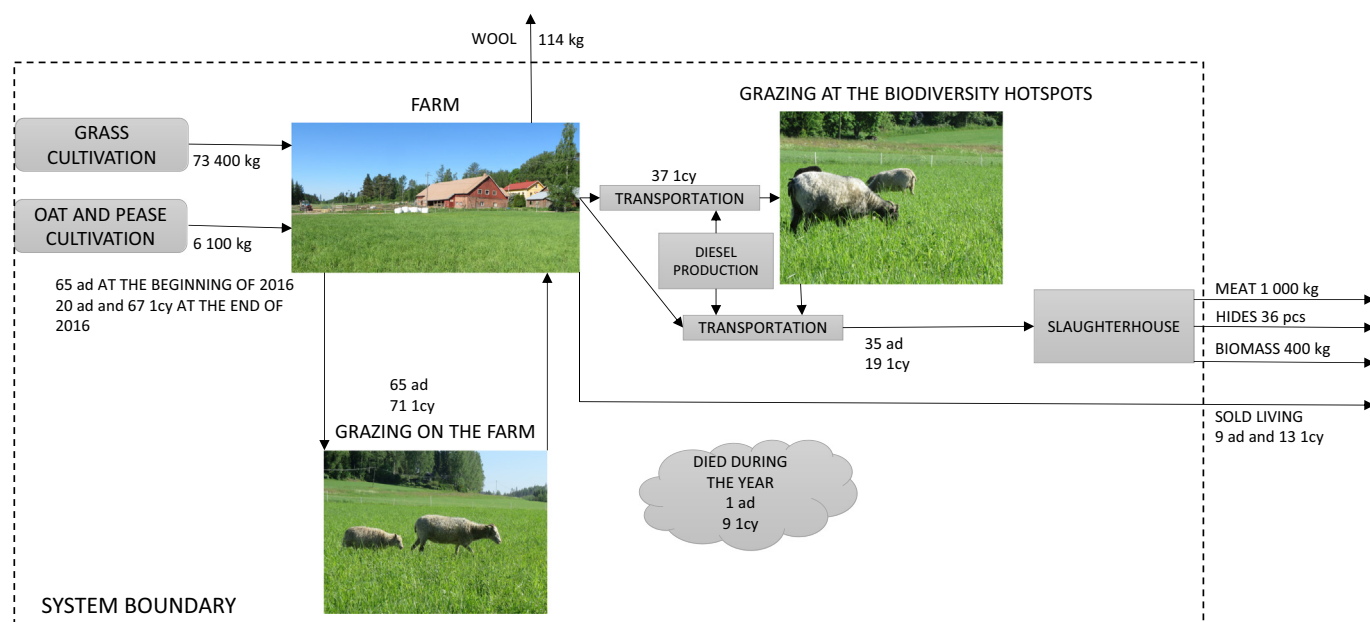 WOOL
114 kg
FARM
GRAZING AT THE BIODIVERSITY HOTSPOTS
GRASS
CULTIVATION
73 400 kg
OAT AND PEASE
CULTIVATION
6 100 kg
37 1cy
TRANSPORTATION
DIESEL
PRODUCTION
TRANSPORTATION
35 ad
19 1cy
SLAUGHTERHOUSE
MEAT 1 000 kg
HIDES 36 pcs
BIOMASS 400 kg
SOLD LIVING
9 ad and 13 1cy
65 ad AT THE BEGINNING OF 2016
20 ad and 67 1cy AT THE END OF
2016
65 ad
71 1cy
GRAZING ON THE FARM
DIED DURING
THE YEAR
1 ad
9 1cy
SYSTEM BOUNDARY